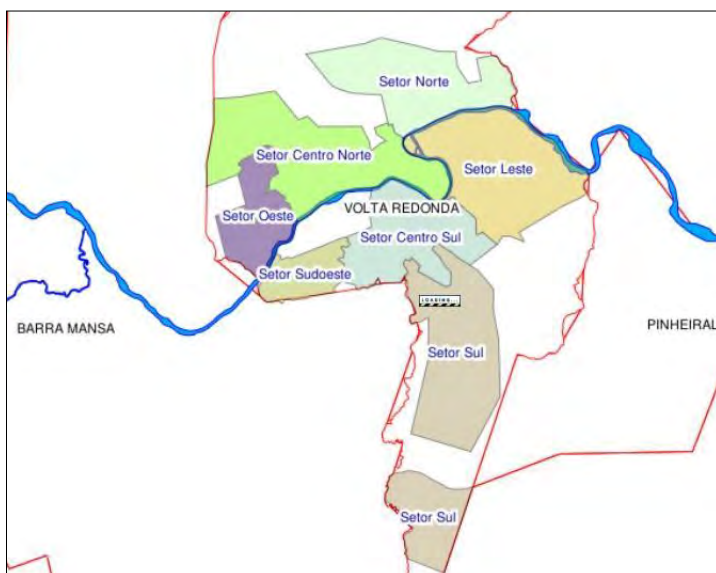 Setor Norte
Setor Centro Norte
Setor Leste
Setor Oeste
VOLTA REDONDA
Setor Centro Sul
Setor Sudoeste
LOADING...
BARRA MANSA
PINHEIRAL
Setor Sul
Setor Sul